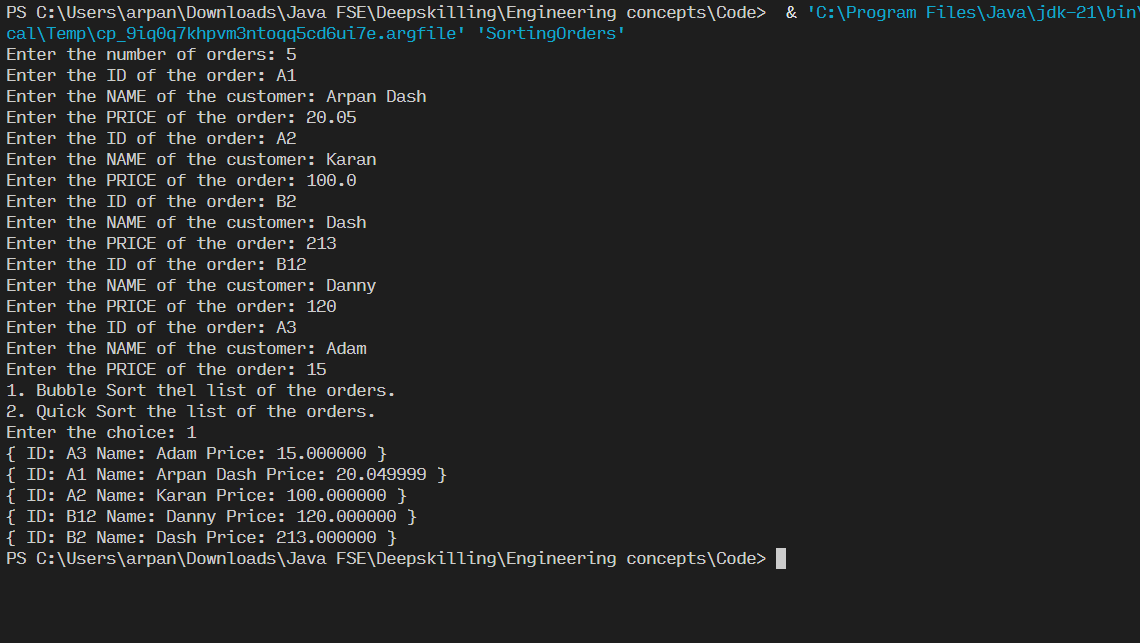 PS C:\Users\arpan\Downloads\Java FSE\Deepskilling\Engineering concepts\Code>  & 'C:\Program Files\Java\jdk-21\bin\
cal\Temp\cp_9iq0q7khpvm3ntoqq5cd6ui7e.argfile' 'SortingOrders'
Enter the number of orders: 5
Enter the ID of the order: A1
Enter the NAME of the customer: Arpan Dash
Enter the PRICE of the order: 20.05
Enter the ID of the order: A2
Enter the NAME of the customer: Karan
Enter the PRICE of the order: 100.0
Enter the ID of the order: B2
Enter the NAME of the customer: Dash
Enter the PRICE of the order: 213
Enter the ID of the order: B12
Enter the NAME of the customer: Danny
Enter the PRICE of the order: 120
Enter the ID of the order: A3
Enter the NAME of the customer: Adam
Enter the PRICE of the order: 15
1. Bubble Sort thel list of the orders.
2. Quick Sort the list of the orders.
Enter the choice: 1
{ ID: A3 Name: Adam Price: 15.000000 }
{ ID: A1 Name: Arpan Dash Price: 20.049999 }
{ ID: A2 Name: Karan Price: 100.000000 }
{ ID: B12 Name: Danny Price: 120.000000 }
{ ID: B2 Name: Dash Price: 213.000000 }
PS C:\Users\arpan\Downloads\Java FSE\Deepskilling\Engineering concepts\Code>